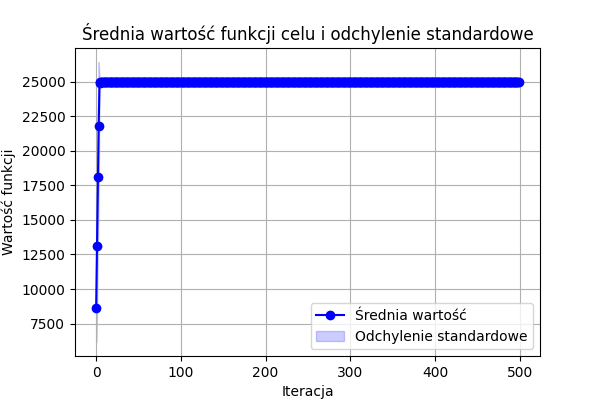 Średnia wartość funkcji celu i odchylenie standardowe
Wartość funkcji
25000
22500
20000
17500
15000
12500
10000
7500
0 100 200 300 400 500
Iteracja
Średnia wartość
Odchylenie standardowe